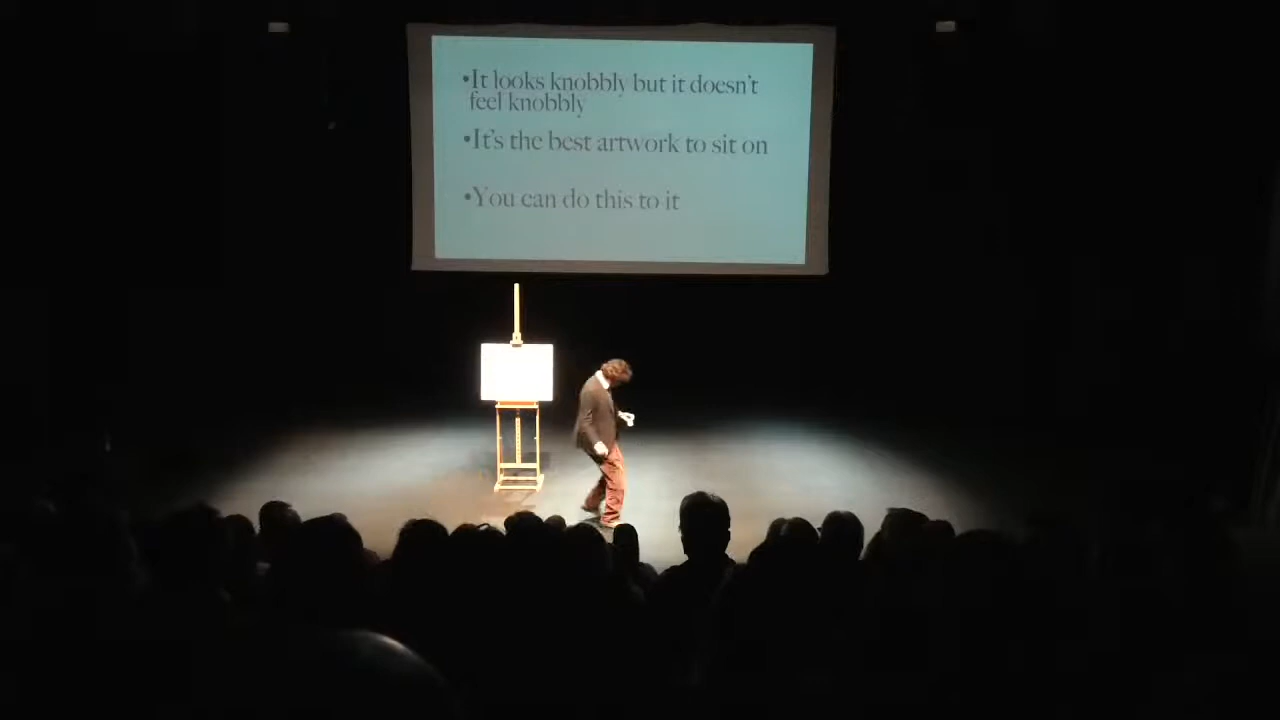 •It looks knobbly but it doesn't
feel knobbly
•It's the best artwork to sit on
•You can do this to it